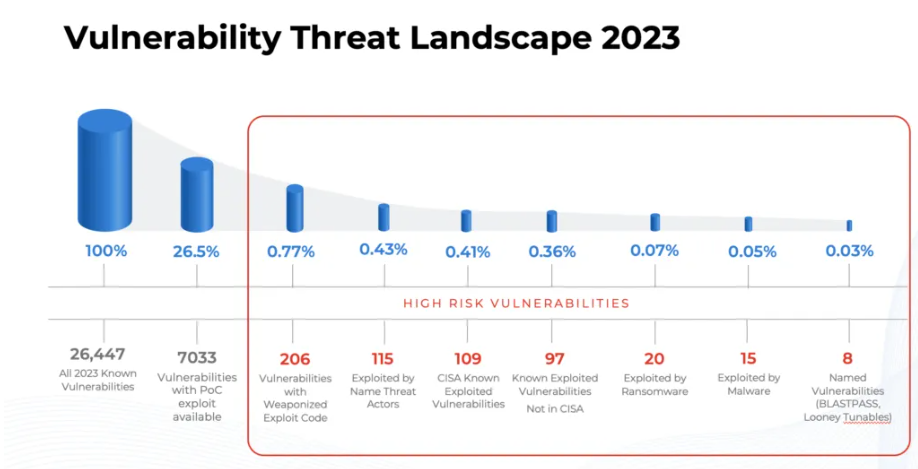 Vulnerability Threat Landscape 2023
100%
26.5%
0.77%
0.43%
0.41%
0.36%
0.07%
0.05%
0.03%
HIGH RISK VULNERABILITIES
26,447
All 2023 Known
Vulnerabilities
7033
Vulnerabilities
with PoC
exploit
available
206
Vulnerabilities
with
Weaponized
Exploit Code
115
Exploited by
Name Threat
Actors
109
CISA Known
Exploited
Vulnerabilities
97
Known Exploited
Vulnerabilities
Not in CISA
20
Exploited by
Ransomware
15
Exploited by
Malware
8
Named
Vulnerabilities
(BLASTPASS,
Looney Tunables)